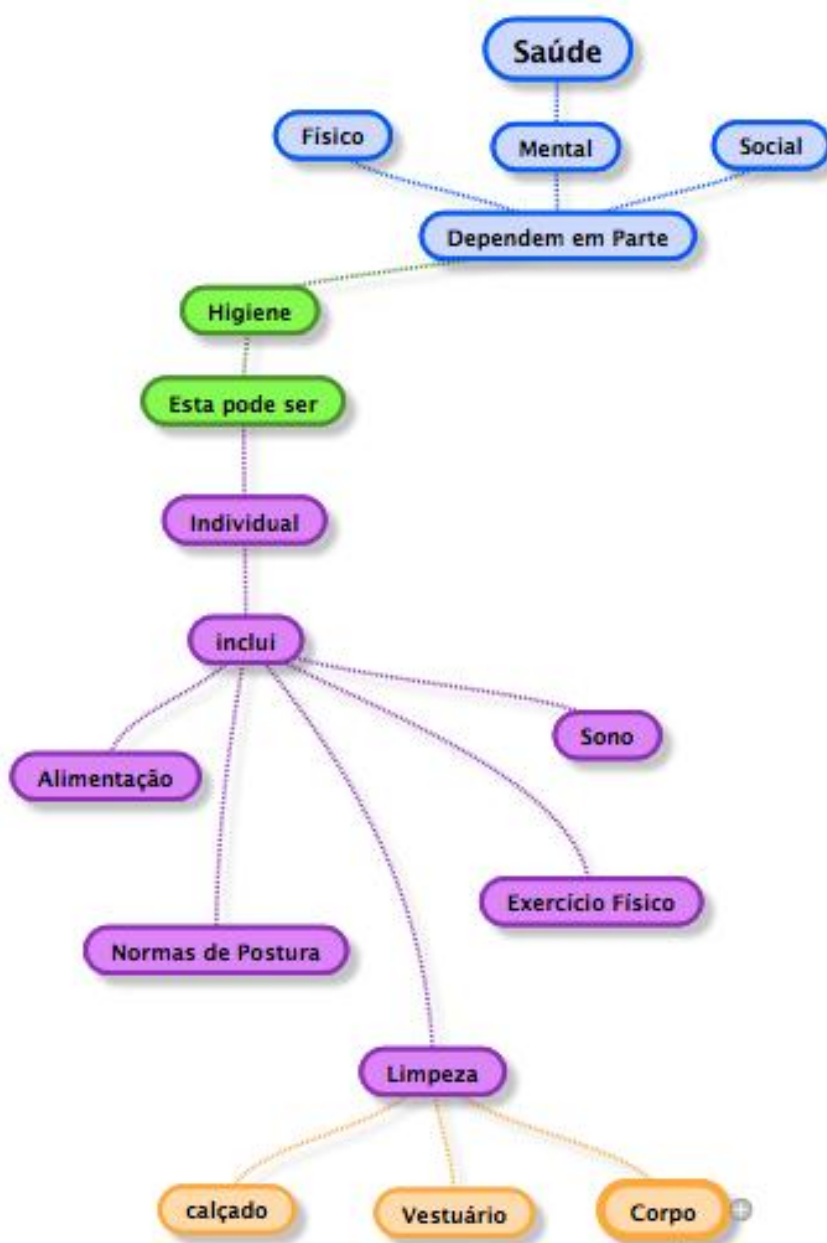 Saúde
Físico
Mental
Social
Dependem em Parte
Higiene
Esta pode ser
Individual
inclui
Sono
Alimentação
Exercício Físico
Normas de Postura
Limpeza
calçado
Vestuário
Corpo